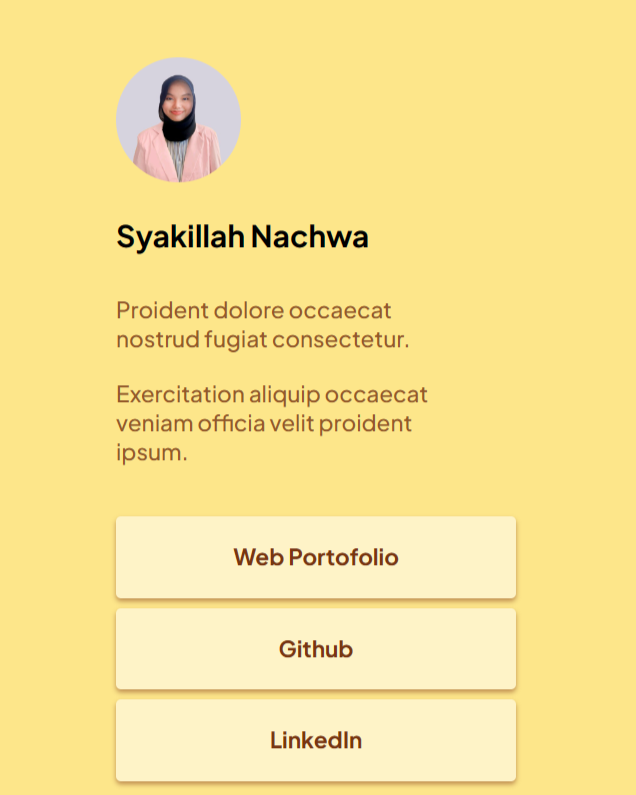 Syakillah Nachwa
Proident dolore occaecat
nostrud fugiat consectetur.
Exercitation aliquip occaecat
veniam officia velit proident
ipsum.
Web Portofolio
Github
LinkedIn